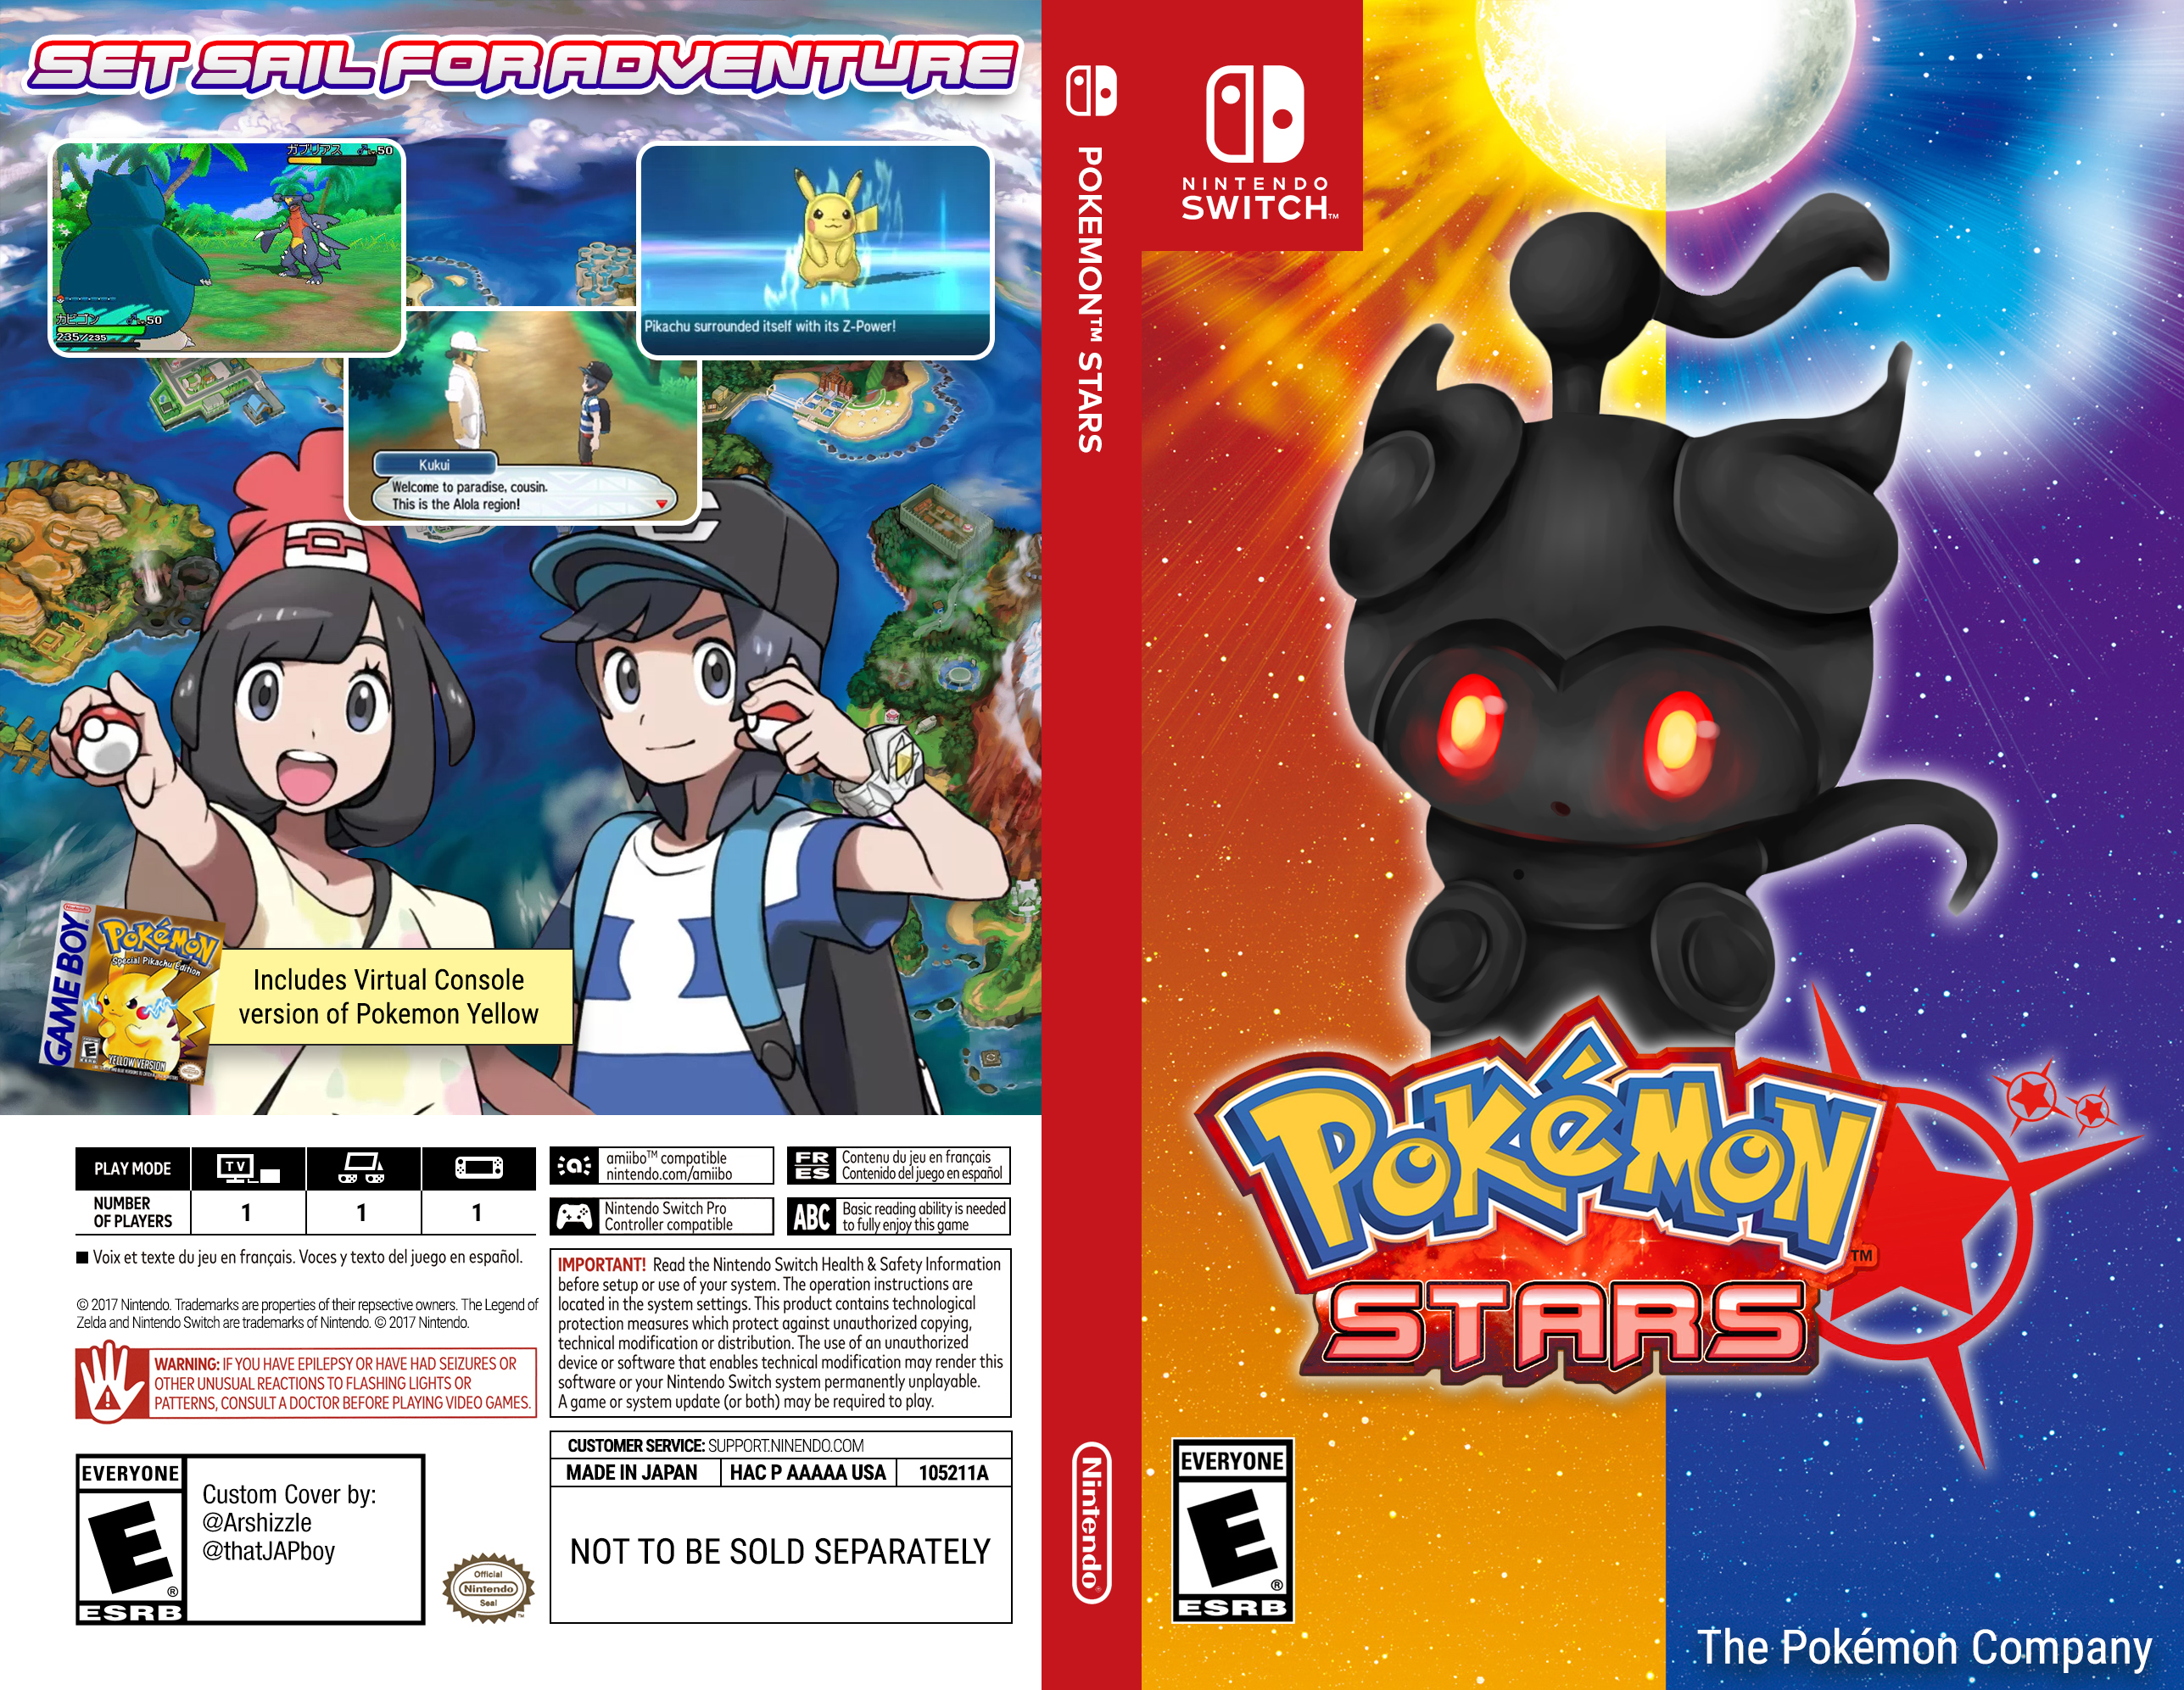 SET SAIL FOR ADVENTURE
ガブリアス ♂.50
カビゴン ♂.50
235/235
Pikachu surrounded itself with its Z-Power!
Kukui
Welcome to paradise, cousin.
This is the Alola region!
Nintendo
GAME BOY
POKéMON
Special Pikachu Edition
YELLOW VERSION
Includes Virtual Console
version of Pokemon Yellow
PLAY MODE
TV
NUMBER
OF PLAYERS
1
1
1
■ Voix et texte du jeu en français. Voces y texto del juego en español.
© 2017 Nintendo. Trademarks are properties of their repsective owners. The Legend of
Zelda and Nintendo Switch are trademarks of Nintendo. © 2017 Nintendo.
WARNING: IF YOU HAVE EPILEPSY OR HAVE HAD SEIZURES OR
OTHER UNUSUAL REACTIONS TO FLASHING LIGHTS OR
PATTERNS, CONSULT A DOCTOR BEFORE PLAYING VIDEO GAMES.
EVERYONE
E
®
ESRB
Custom Cover by:
@Arshizzle
@thatJAPboy
Official
Nintendo
Seal
TM
amiibo™ compatible
nintendo.com/amiibo
FR
ES
Contenu du jeu en français
Contenido del juego en español
Nintendo Switch Pro
Controller compatible
ABC
Basic reading ability is needed
to fully enjoy this game
IMPORTANT! Read the Nintendo Switch Health & Safety Information
before setup or use of your system. The operation instructions are
located in the system settings. This product contains technological
protection measures which protect against unauthorized copying,
technical modification or distribution. The use of an unauthorized
device or software that enables technical modification may render this
software or your Nintendo Switch system permanently unplayable.
A game or system update (or both) may be required to play.
CUSTOMER SERVICE: SUPPORT.NINENDO.COM
MADE IN JAPAN
HAC P AAAAA USA
105211A
NOT TO BE SOLD SEPARATELY
POKEMON™ STARS
Nintendo®
NINTENDO
SWITCH™
POKéMON
TM
STARS
EVERYONE
E
®
ESRB
The Pokémon Company